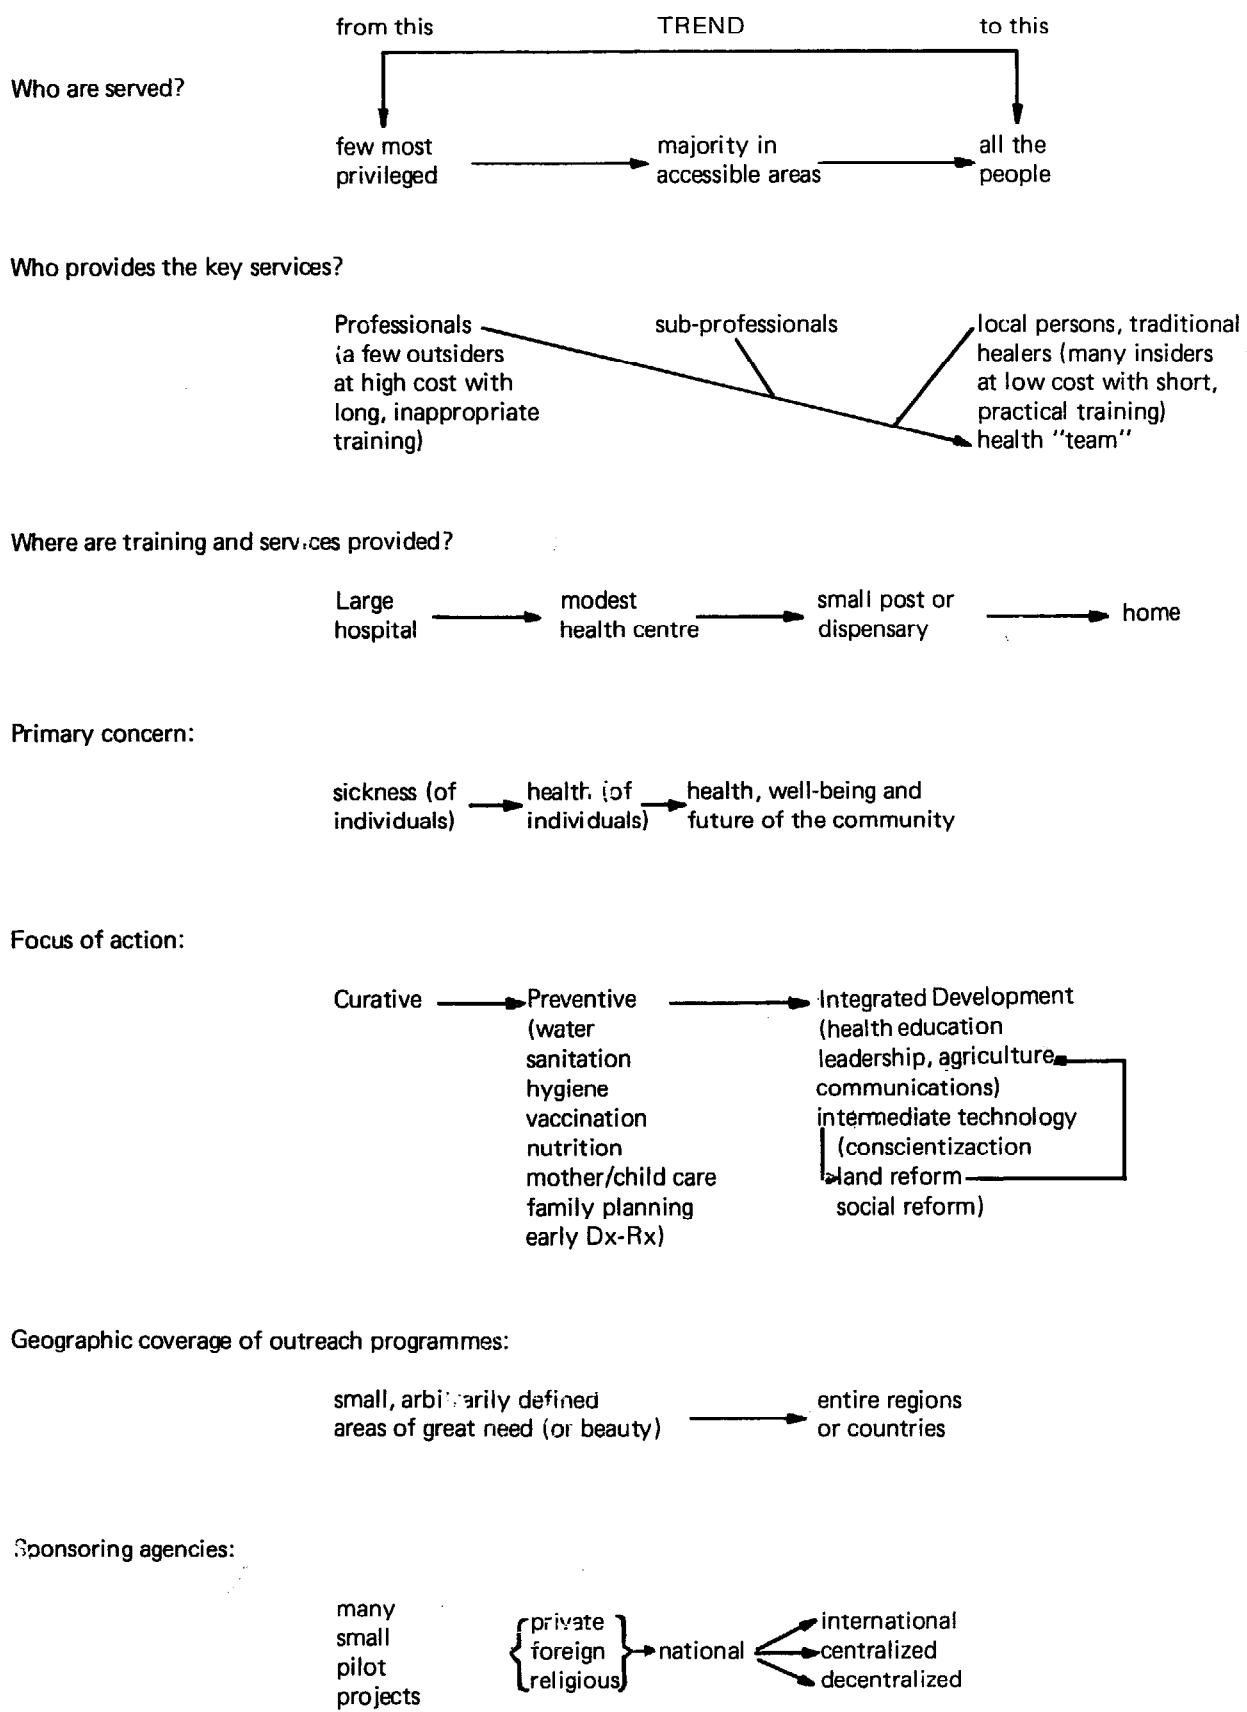 from this TREND to this
Who are served?
few most
privileged
majority in
accessible areas
all the
people
Who provides the key services?
Professionals
(a few outsiders
at high cost with
long, inappropriate
training)
sub-professionals
local persons, traditional
healers (many insiders
at low cost with short,
practical training)
health "team"
Where are training and services provided?
Large
hospital
modest
health centre
small post or
dispensary
home
Primary concern:
sickness (of
individuals)
health (of
individuals)
health, well-being and
future of the community
Focus of action:
Curative
Preventive
(water
sanitation
hygiene
vaccination
nutrition
mother/child care
family planning
early Dx-Rx)
Integrated Development
(health education
leadership, agriculture
communications)
intermediate technology
(conscientizaction
land reform
social reform)
Geographic coverage of outreach programmes:
small, arbitrarily defined
areas of great need (or beauty)
entire regions
or countries
Sponsoring agencies:
many
small
pilot
projects
private
foreign
religious
national
international
centralized
decentralized